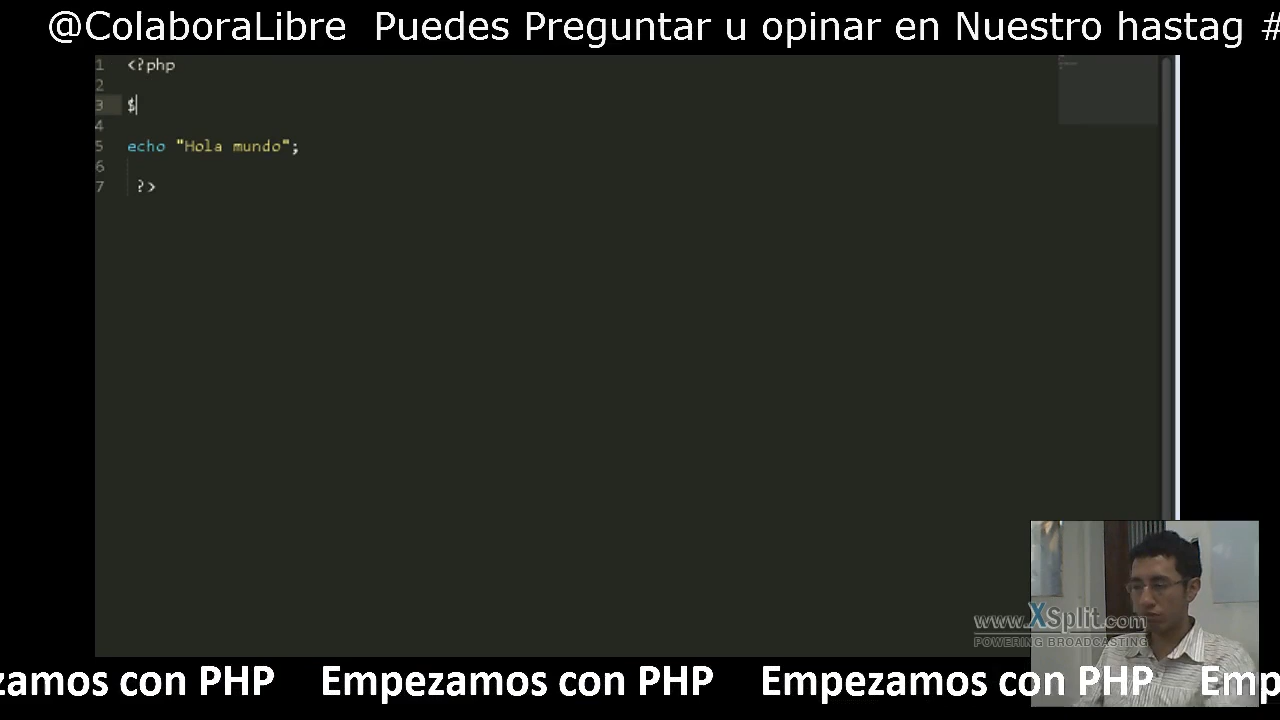 @ColaboraLibre Puedes Preguntar u opinar en Nuestro hastag #
1 <?php
2
3 $
4
5 echo "Hola mundo";
6
7 ?>
www.XSplit.com
POWERING BROADCASTING
zamos con PHP Empezamos con PHP Empezamos con PHP Emp